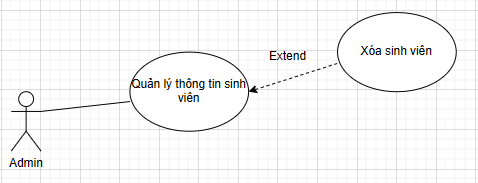 Extend
Xóa sinh viên
Quản lý thông tin sinh
viên
Admin